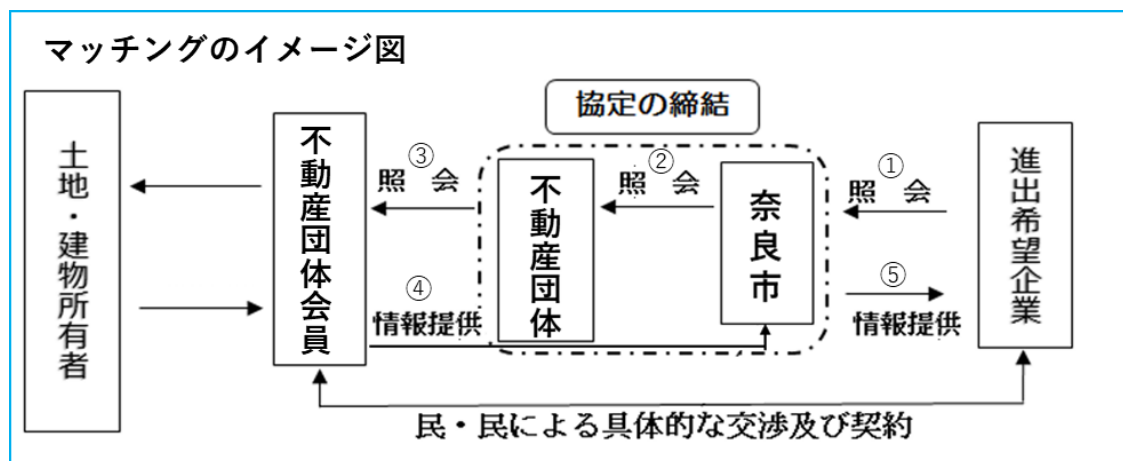 マッチングのイメージ図
協定の締結
土地・建物所有者
不動産団体会員
③
照会
④
情報提供
不動産団体
②
照会
奈良市
①
照会
⑤
情報提供
進出希望企業
民・民による具体的な交渉及び契約